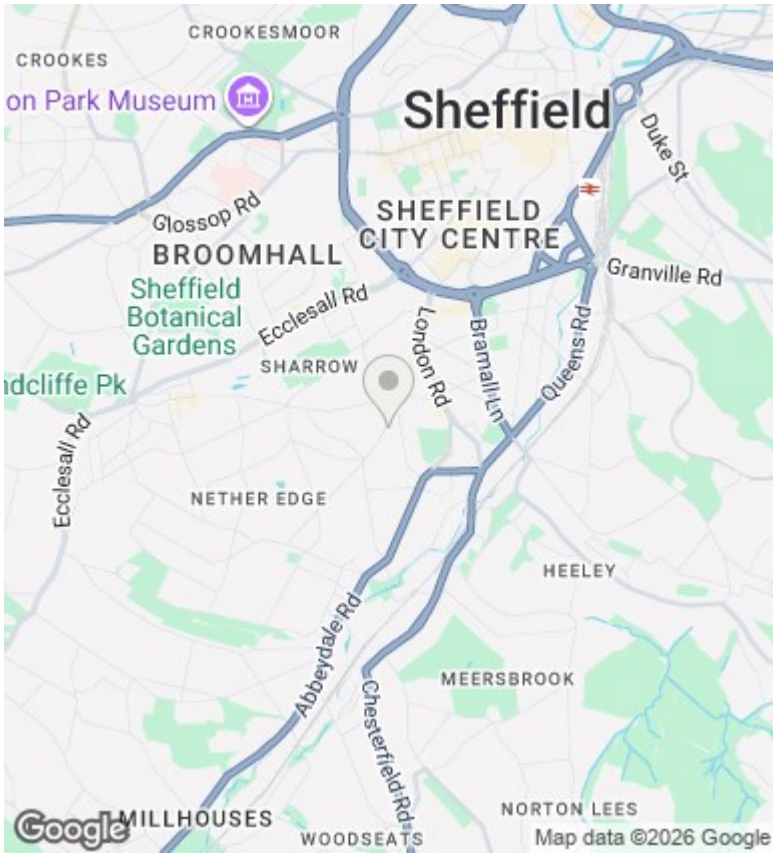 CROOKESMOOR
CROOKES
on Park Museum
Sheffield
Duke St
Glossop Rd
SHEFFIELD
CITY CENTRE
BROOMHALL
Granville Rd
Sheffield
Botanical
Gardens
Ecclesall Rd
London Rd
Bramall Ln
Queens Rd
SHARROW
ndcliffe Pk
Ecclesall Rd
NETHER EDGE
HEELEY
Abbeydale Rd
MEERSBROOK
Chesterfield Rd
Google
MILLHOUSES
NORTON LEES
WOODSEATS
Map data ©2026 Google